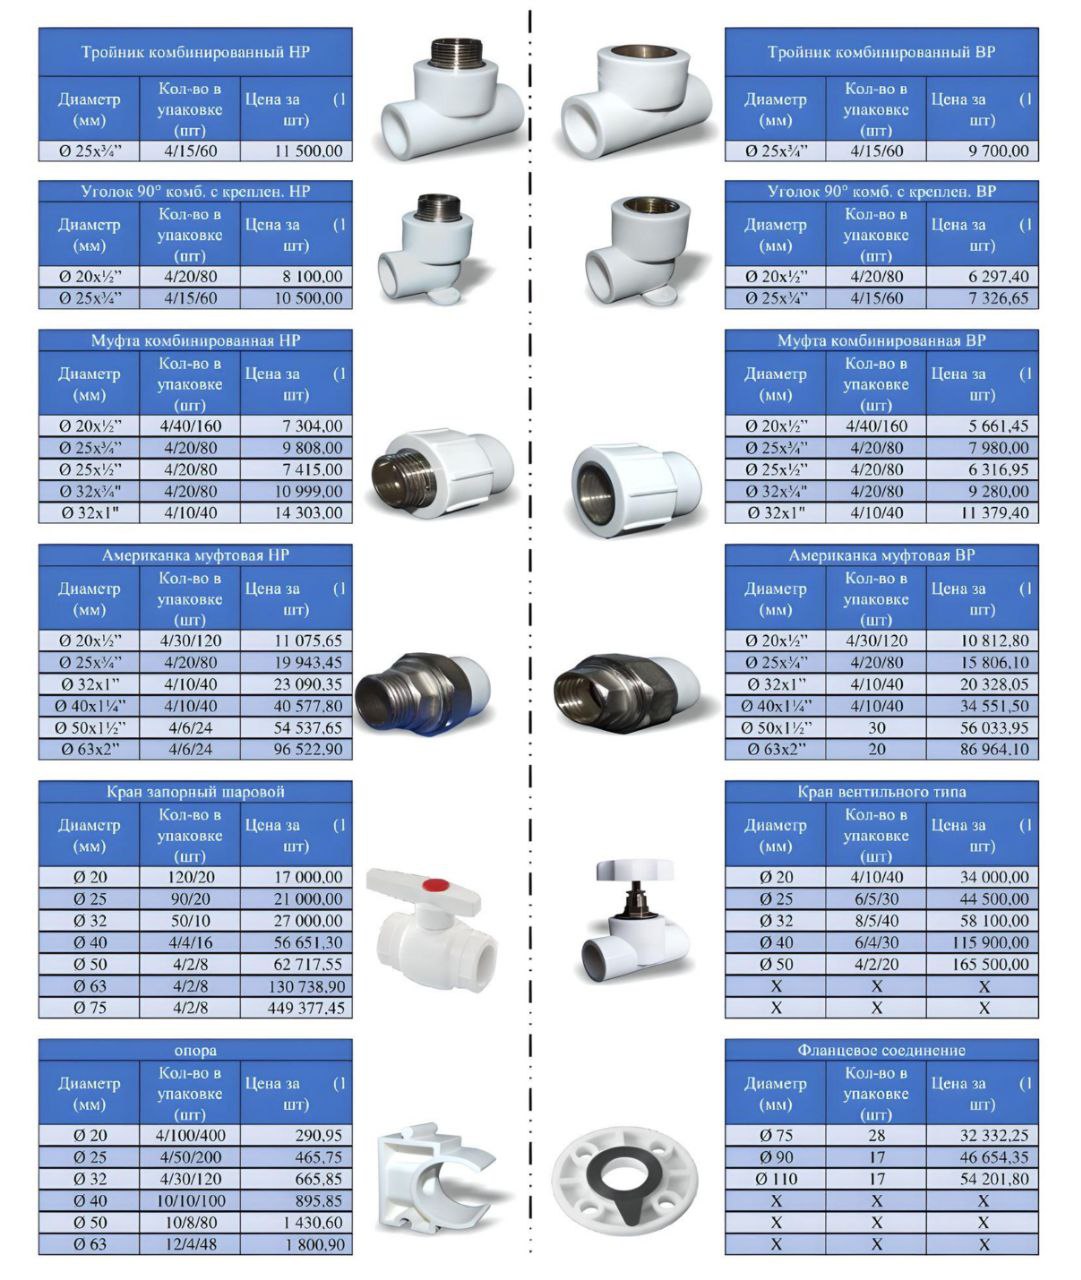 Тройник комбинированный НР
Диаметр (мм) Кол-во в упаковке (шт) Цена за (1 шт)
Ø 25x¾” 4/15/60 11 500,00
Уголок 90° комб. с креплен. НР
Диаметр (мм) Кол-во в упаковке (шт) Цена за (1 шт)
Ø 20x½” 4/20/80 8 100,00
Ø 25x¾” 4/15/60 10 500,00
Муфта комбинированная НР
Диаметр (мм) Кол-во в упаковке (шт) Цена за (1 шт)
Ø 20x½” 4/40/160 7 304,00
Ø 25x¾” 4/20/80 9 808,00
Ø 25x½” 4/20/80 7 415,00
Ø 32x¾" 4/20/80 10 999,00
Ø 32x1" 4/10/40 14 303,00
Американка муфтовая НР
Диаметр (мм) Кол-во в упаковке (шт) Цена за (1 шт)
Ø 20x½” 4/30/120 11 075,65
Ø 25x¾” 4/20/80 19 943,45
Ø 32x1” 4/10/40 23 090,35
Ø 40x1¼” 4/10/40 40 577,80
Ø 50x1½” 4/6/24 54 537,65
Ø 63x2” 4/6/24 96 522,90
Кран запорный шаровой
Диаметр (мм) Кол-во в упаковке (шт) Цена за (1 шт)
Ø 20 120/20 17 000,00
Ø 25 90/20 21 000,00
Ø 32 50/10 27 000,00
Ø 40 4/4/16 56 651,30
Ø 50 4/2/8 62 717,55
Ø 63 4/2/8 130 738,90
Ø 75 4/2/8 449 377,45
опора
Диаметр (мм) Кол-во в упаковке (шт) Цена за (1 шт)
Ø 20 4/100/400 290,95
Ø 25 4/50/200 465,75
Ø 32 4/30/120 665,85
Ø 40 10/10/100 895,85
Ø 50 10/8/80 1 430,60
Ø 63 12/4/48 1 800,90
Тройник комбинированный ВР
Диаметр (мм) Кол-во в упаковке (шт) Цена за (1 шт)
Ø 25x¾” 4/15/60 9 700,00
Уголок 90° комб. с креплен. ВР
Диаметр (мм) Кол-во в упаковке (шт) Цена за (1 шт)
Ø 20x½” 4/20/80 6 297,40
Ø 25x¾” 4/15/60 7 326,65
Муфта комбинированная ВР
Диаметр (мм) Кол-во в упаковке (шт) Цена за (1 шт)
Ø 20x½” 4/40/160 5 661,45
Ø 25x¾” 4/20/80 7 980,00
Ø 25x½” 4/20/80 6 316,95
Ø 32x¾" 4/20/80 9 280,00
Ø 32x1" 4/10/40 11 379,40
Американка муфтовая ВР
Диаметр (мм) Кол-во в упаковке (шт) Цена за (1 шт)
Ø 20x½” 4/30/120 10 812,80
Ø 25x¾” 4/20/80 15 806,10
Ø 32x1” 4/10/40 20 328,05
Ø 40x1¼” 4/10/40 34 551,50
Ø 50x1½” 30 56 033,95
Ø 63x2” 20 86 964,10
Кран вентильного типа
Диаметр (мм) Кол-во в упаковке (шт) Цена за (1 шт)
Ø 20 4/10/40 34 000,00
Ø 25 6/5/30 44 500,00
Ø 32 8/5/40 58 100,00
Ø 40 6/4/30 115 900,00
Ø 50 4/2/20 165 500,00
X X X
X X X
Фланцевое соединение
Диаметр (мм) Кол-во в упаковке (шт) Цена за (1 шт)
Ø 75 28 32 332,25
Ø 90 17 46 654,35
Ø 110 17 54 201,80
X X X
X X X
X X X